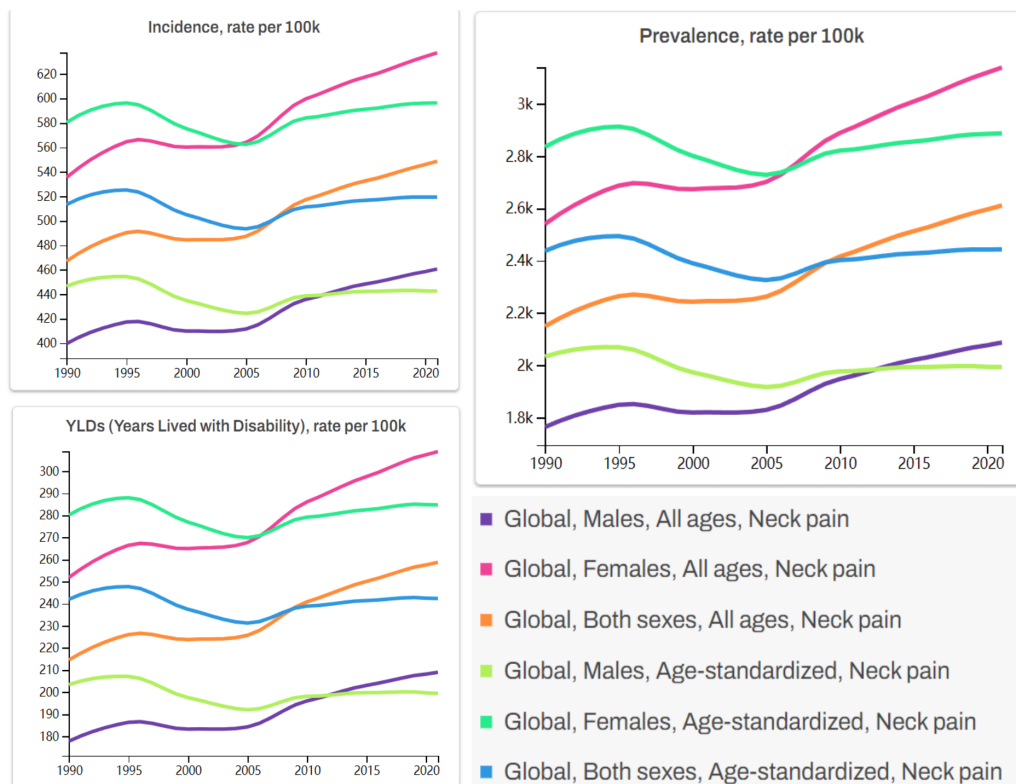 Incidence, rate per 100k
620
600
580
560
540
520
500
480
460
440
420
400
1990 1995 2000 2005 2010 2015 2020
Prevalence, rate per 100k
3k
2.8k
2.6k
2.4k
2.2k
2k
1.8k
1990 1995 2000 2005 2010 2015 2020
YLDs (Years Lived with Disability), rate per 100k
300
290
280
270
260
250
240
230
220
210
200
190
180
1990 1995 2000 2005 2010 2015 2020
Global, Males, All ages, Neck pain
Global, Females, All ages, Neck pain
Global, Both sexes, All ages, Neck pain
Global, Males, Age-standardized, Neck pain
Global, Females, Age-standardized, Neck pain
Global, Both sexes, Age-standardized, Neck pain